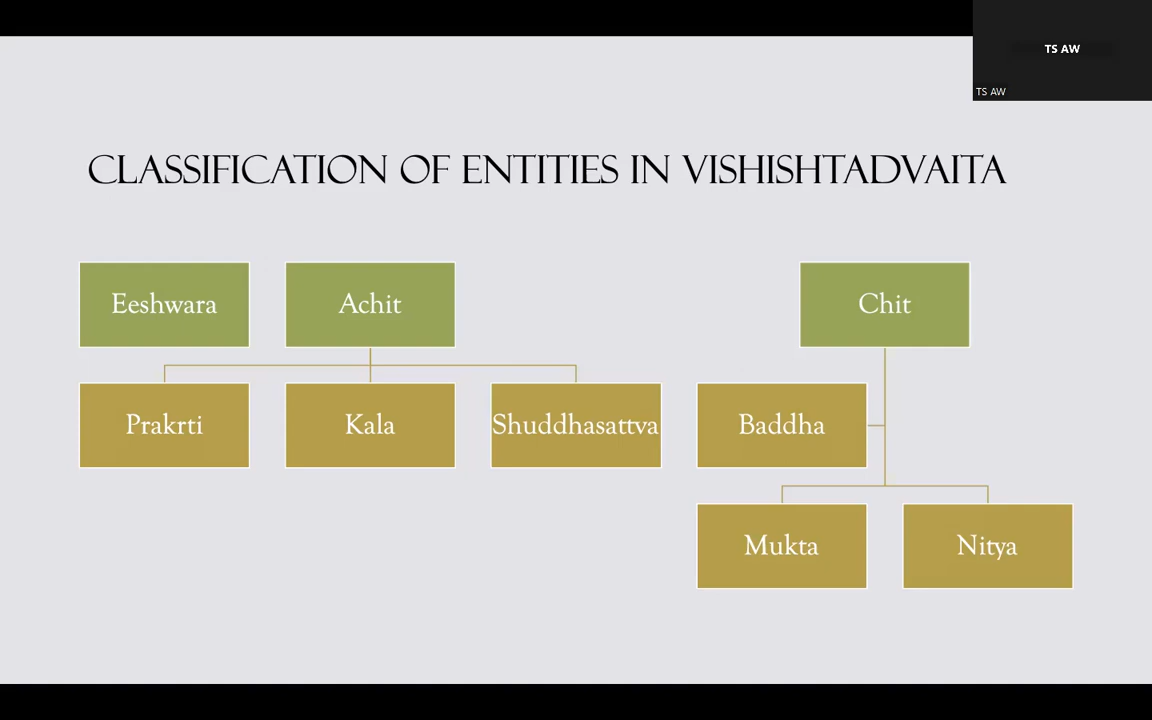 TS AW
TS AW
CLASSIFICATION OF ENTITIES IN VISHISHTADVAITA
Eeshwara
Achit
Chit
Prakrti
Kala
Shuddhasattva
Baddha
Mukta
Nitya